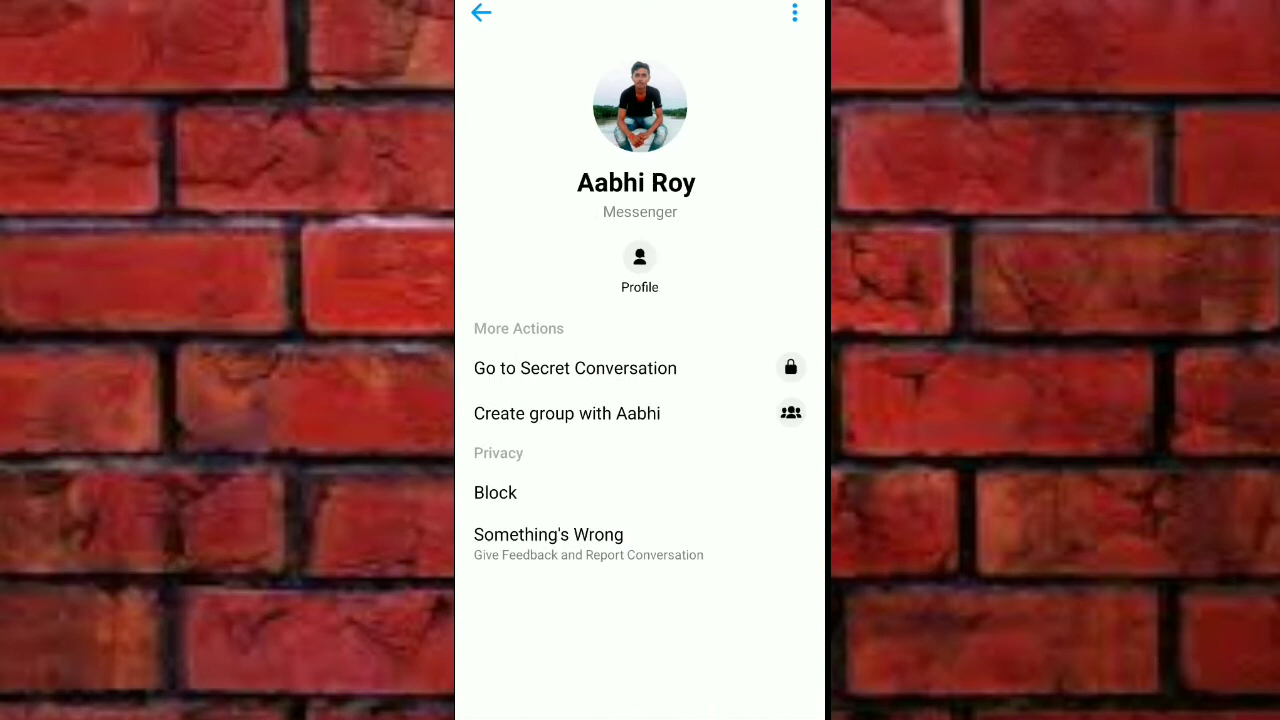 Aabhi Roy
Messenger
Profile
More Actions
Go to Secret Conversation
Create group with Aabhi
Privacy
Block
Something's Wrong
Give Feedback and Report Conversation